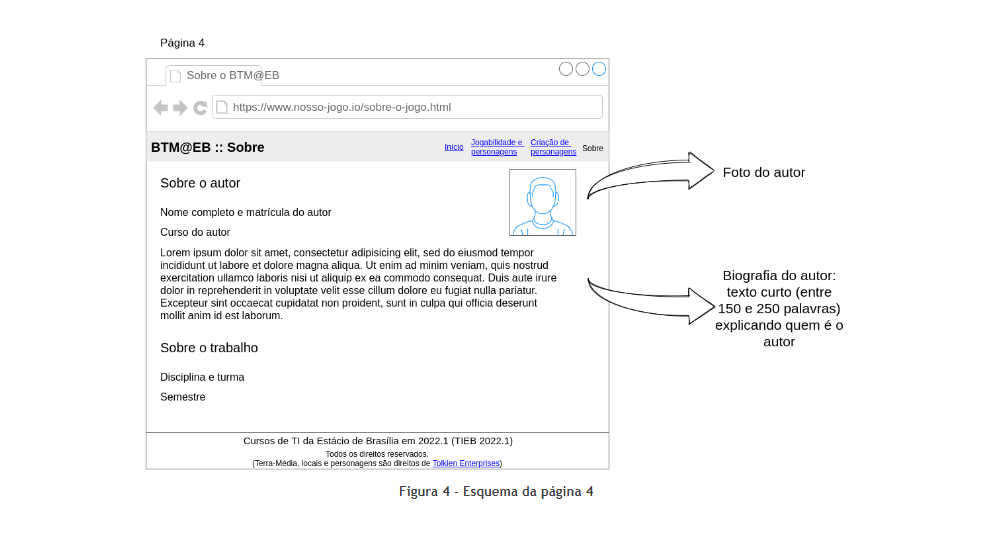 Página 4
Sobre o BTM@EB
https://www.nosso-jogo.io/sobre-o-jogo.html
BTM@EB :: Sobre
Início
Jogabilidade e
personagens
Criação de
personagens
Sobre
Sobre o autor
Nome completo e matrícula do autor
Curso do autor
Lorem ipsum dolor sit amet, consectetur adipisicing elit, sed do eiusmod tempor
incididunt ut labore et dolore magna aliqua. Ut enim ad minim veniam, quis nostrud
exercitation ullamco laboris nisi ut aliquip ex ea commodo consequat. Duis aute irure
dolor in reprehenderit in voluptate velit esse cillum dolore eu fugiat nulla pariatur.
Excepteur sint occaecat cupidatat non proident, sunt in culpa qui officia deserunt
mollit anim id est laborum.
Sobre o trabalho
Disciplina e turma
Semestre
Cursos de TI da Estácio de Brasília em 2022.1 (TIEB 2022.1)
Todos os direitos reservados.
(Terra-Média, locais e personagens são direitos de Tolkien Enterprises)
Foto do autor
Biografia do autor:
texto curto (entre
150 e 250 palavras)
explicando quem é o
autor
Figura 4 - Esquema da página 4